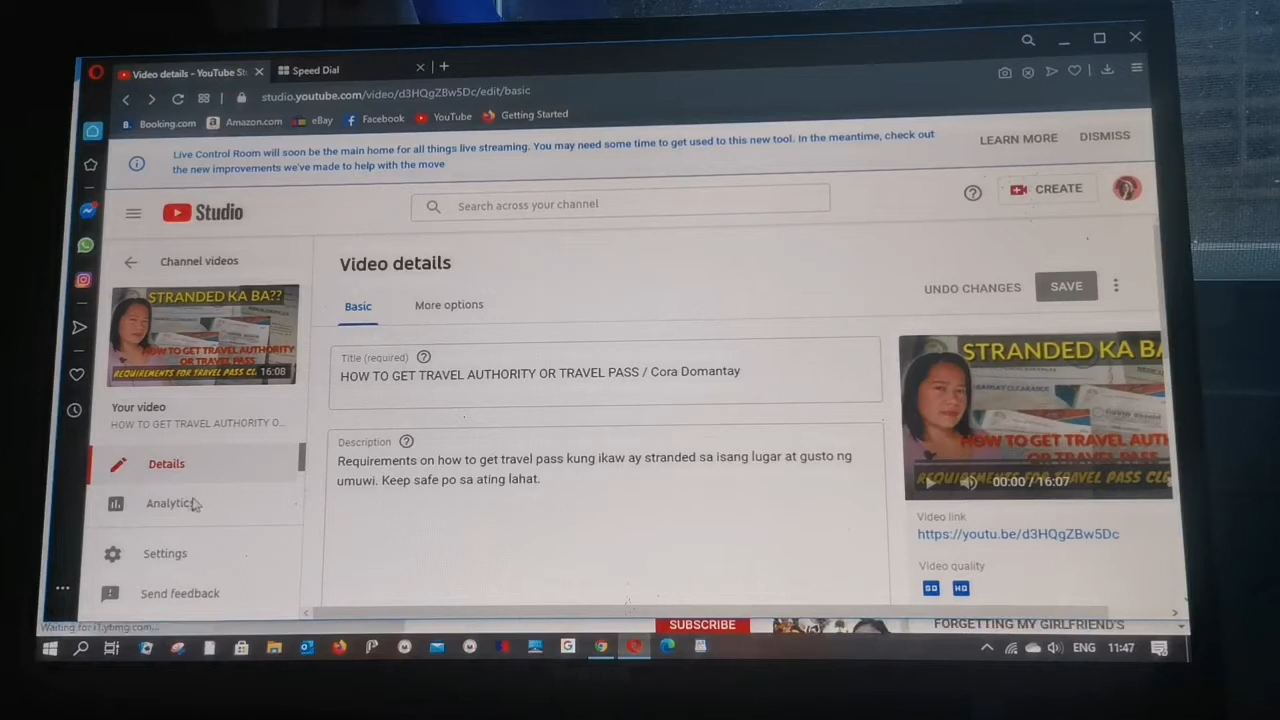 Video details - YouTube St
Speed Dial
studio.youtube.com/video/d3HQgZBw5Dc/edit/basic
B. Booking.com
a Amazon.com
eBay
Facebook
YouTube
Getting Started
Live Control Room will soon be the main home for all things live streaming. You may need some time to get used to this new tool. In the meantime, check out
the new improvements we've made to help with the move
LEARN MORE
DISMISS
Studio
Search across your channel
CREATE
Channel videos
STRANDED KA BA??
HOW TO GET TRAVEL AUTHORITY
OR TRAVEL PASS
REQUIREMENTS FOR TRAVEL PASS CL
16:08
Your video
HOW TO GET TRAVEL AUTHORITY O...
Details
Analytics
Settings
Send feedback
Video details
UNDO CHANGES
SAVE
Basic
More options
Title (required)
HOW TO GET TRAVEL AUTHORITY OR TRAVEL PASS / Cora Domantay
Description
Requirements on how to get travel pass kung ikaw ay stranded sa isang lugar at gusto ng
umuwi. Keep safe po sa ating lahat.
STRANDED KA BA
HOW TO GET TRAVEL AUTH
OR TRAVEL PASS
REQUIREMENTS FOR TRAVEL PASS CLE
00:00 / 16:07
Video link
https://youtu.be/d3HQgZBw5Dc
Video quality
SD HD
SUBSCRIBE
FORGETTING MY GIRLFRIEND'S
ENG
11:47